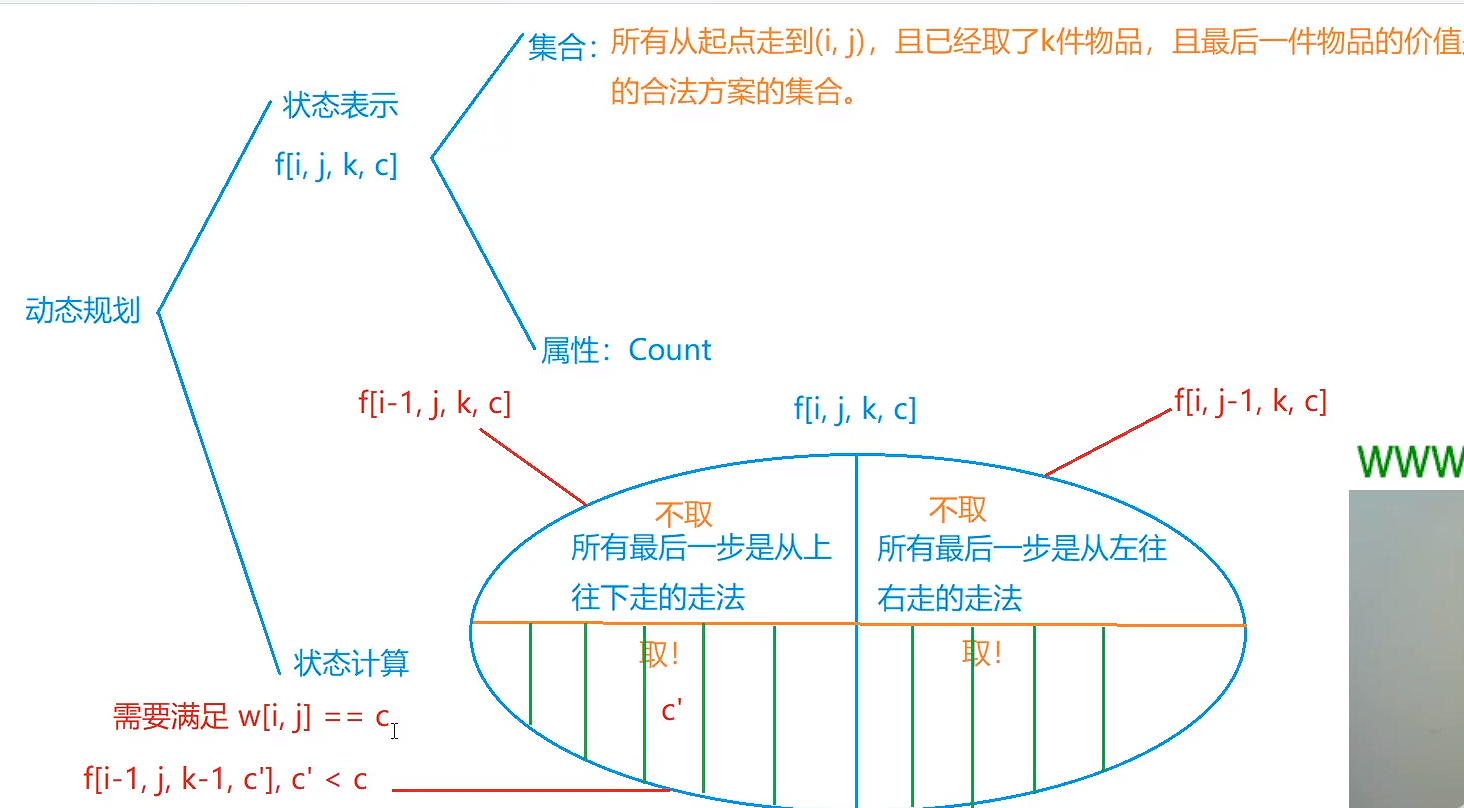 集合：所有从起点走到(i, j)，且已经取了k件物品，且最后一件物品的价值
的合法方案的集合。
状态表示
f[i, j, k, c]
动态规划
属性：Count
f[i-1, j, k, c]
f[i, j, k, c]
f[i, j-1, k, c]
www
不取
不取
所有最后一步是从上
往下走的走法
所有最后一步是从左往
右走的走法
取！
取！
状态计算
c'
需要满足 w[i, j] == c
f[i-1, j, k-1, c'], c' < c